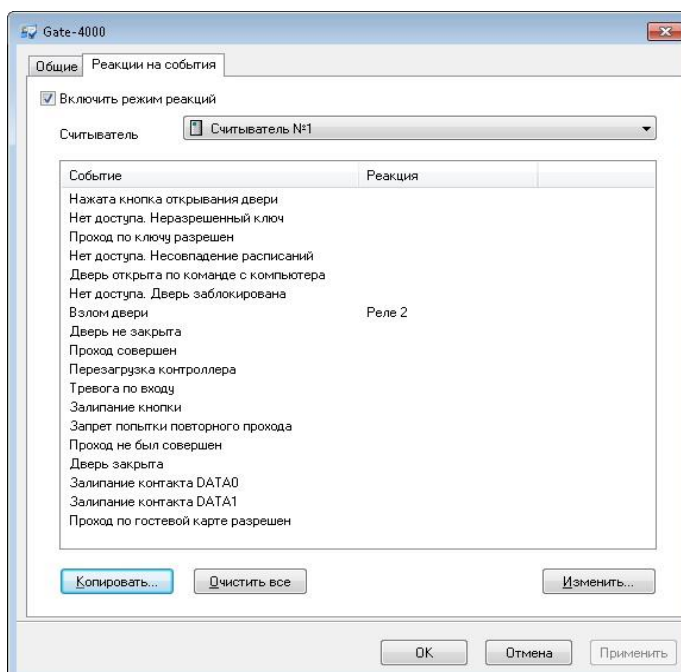 Gate-4000
Общие Реакции на события
Включить режим реакций
Считыватель Считыватель №1
Событие Реакция
Нажата кнопка открывания двери
Нет доступа. Неразрешенный ключ
Проход по ключу разрешен
Нет доступа. Несовпадение расписаний
Дверь открыта по команде с компьютера
Нет доступа. Дверь заблокирована
Взлом двери Реле 2
Дверь не закрыта
Проход совершен
Перезагрузка контроллера
Тревога по входу
Залипание кнопки
Запрет попытки повторного прохода
Проход не был совершен
Дверь закрыта
Залипание контакта DATA0
Залипание контакта DATA1
Проход по гостевой карте разрешен
Копировать... Очистить все Изменить...
OK Отмена Применить